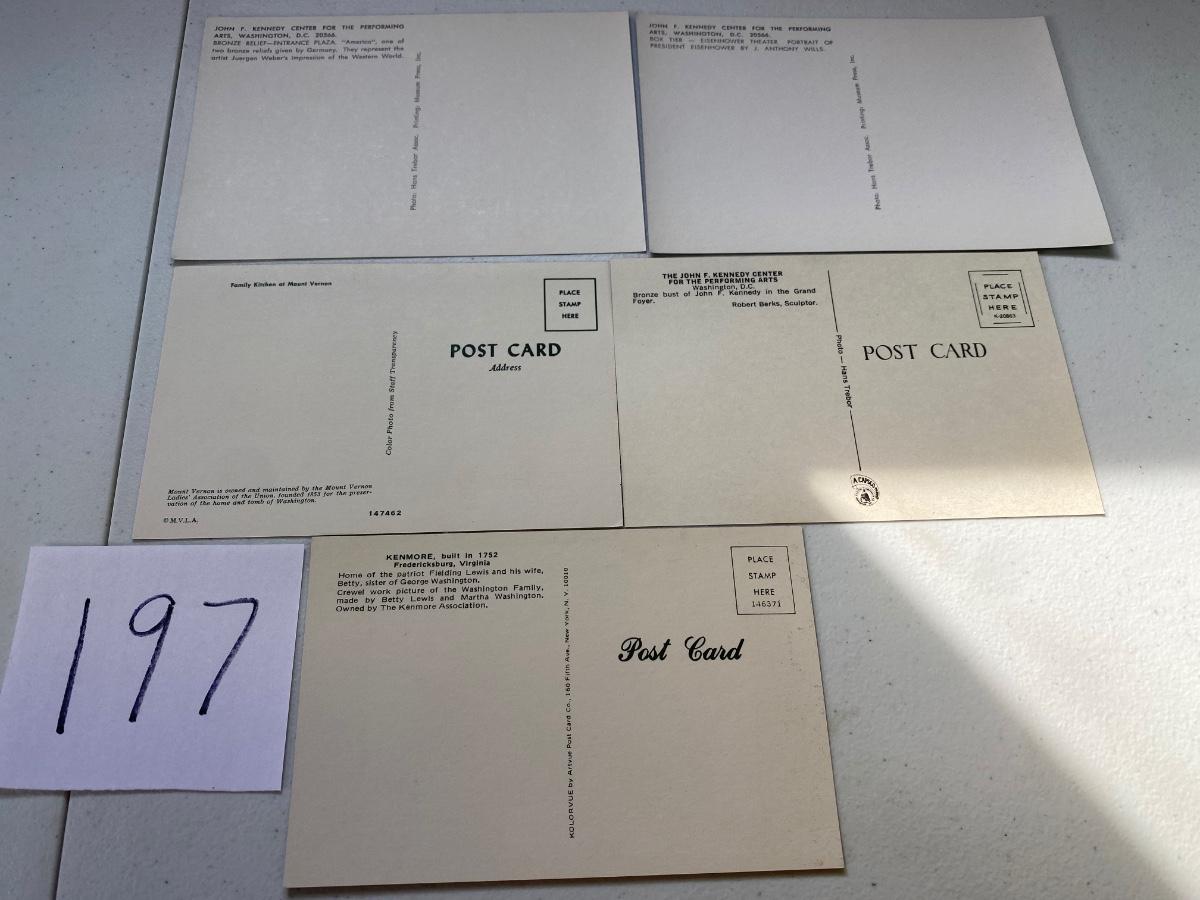 JOHN F. KENNEDY CENTER FOR THE PERFORMING
ARTS, WASHINGTON, D.C. 20566.
BRONZE RELIEF—ENTRANCE PLAZA. "America", one of
two bronze reliefs given by Germany. They represent the
artist Juergen Weber's impression of the Western World.
Photo: Hans Trebor Assoc. Printing: Museum Press, Inc.
JOHN F. KENNEDY CENTER FOR THE PERFORMING
ARTS, WASHINGTON, D.C. 20566.
BOX TIER — EISENHOWER THEATER PORTRAIT OF
PRESIDENT EISENHOWER BY J. ANTHONY WILLS.
Photo: Hans Trebor Assoc. Printing: Museum Press, Inc.
Family Kitchen at Mount Vernon
PLACE
STAMP
HERE
POST CARD
Address
Color Photo from Staff Transparency
Mount Vernon is owned and maintained by the Mount Vernon
Ladies' Association of the Union, founded 1853 for the preser-
vation of the home and tomb of Washington.
© M.V.L.A.
147462
THE JOHN F. KENNEDY CENTER
FOR THE PERFORMING ARTS
Washington, D.C.
Bronze bust of John F. Kennedy in the Grand
Foyer.
Robert Berks, Sculptor.
PLACE
STAMP
HERE
K-20863
POST CARD
Photo — Hans Trebor
A CAPSCO
KENMORE, built in 1752
Fredericksburg, Virginia
Home of the patriot Fielding Lewis and his wife,
Betty, sister of George Washington.
Crewel work picture of the Washington Family,
made by Betty Lewis and Martha Washington.
Owned by The Kenmore Association.
PLACE
STAMP
HERE
146371
Post Card
KOLORVUE by Artvue Post Card Co., 160 Fifth Ave., New York, N. Y. 10010
197